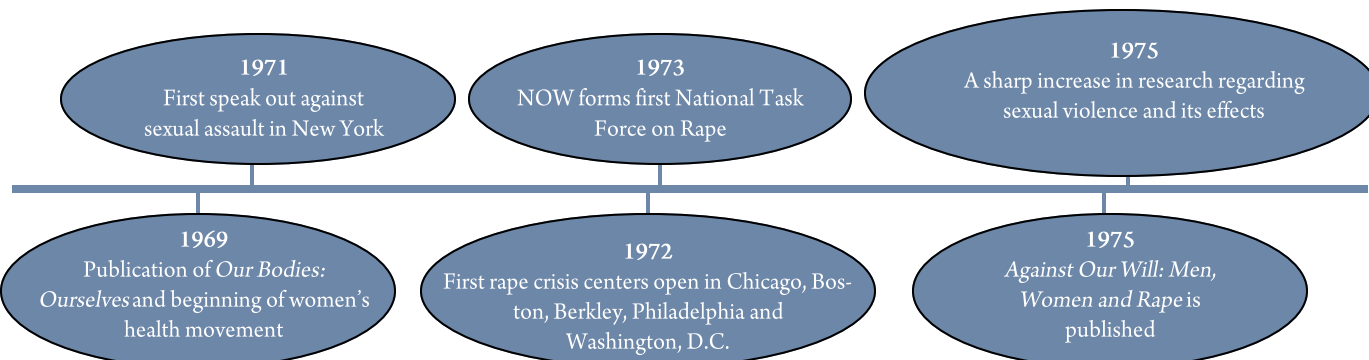 1971
First speak out against
sexual assault in New York
1973
NOW forms first National Task
Force on Rape
1975
A sharp increase in research regarding
sexual violence and its effects
1969
Publication of Our Bodies:
Ourselves and beginning of women’s
health movement
1972
First rape crisis centers open in Chicago, Bos-
ton, Berkley, Philadelphia and
Washington, D.C.
1975
Against Our Will: Men,
Women and Rape is
published